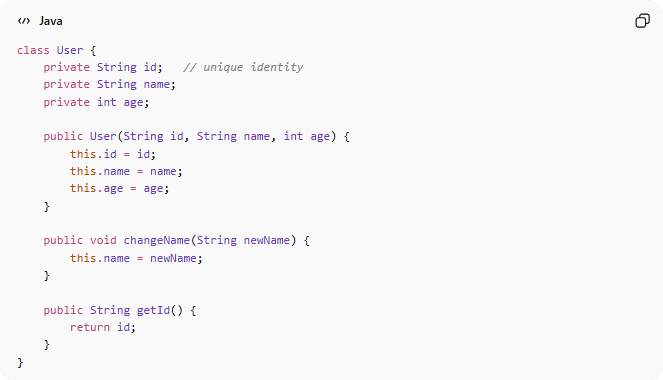 </> Java
class User {
    private String id;   // unique identity
    private String name;
    private int age;

    public User(String id, String name, int age) {
        this.id = id;
        this.name = name;
        this.age = age;
    }

    public void changeName(String newName) {
        this.name = newName;
    }

    public String getId() {
        return id;
    }
}